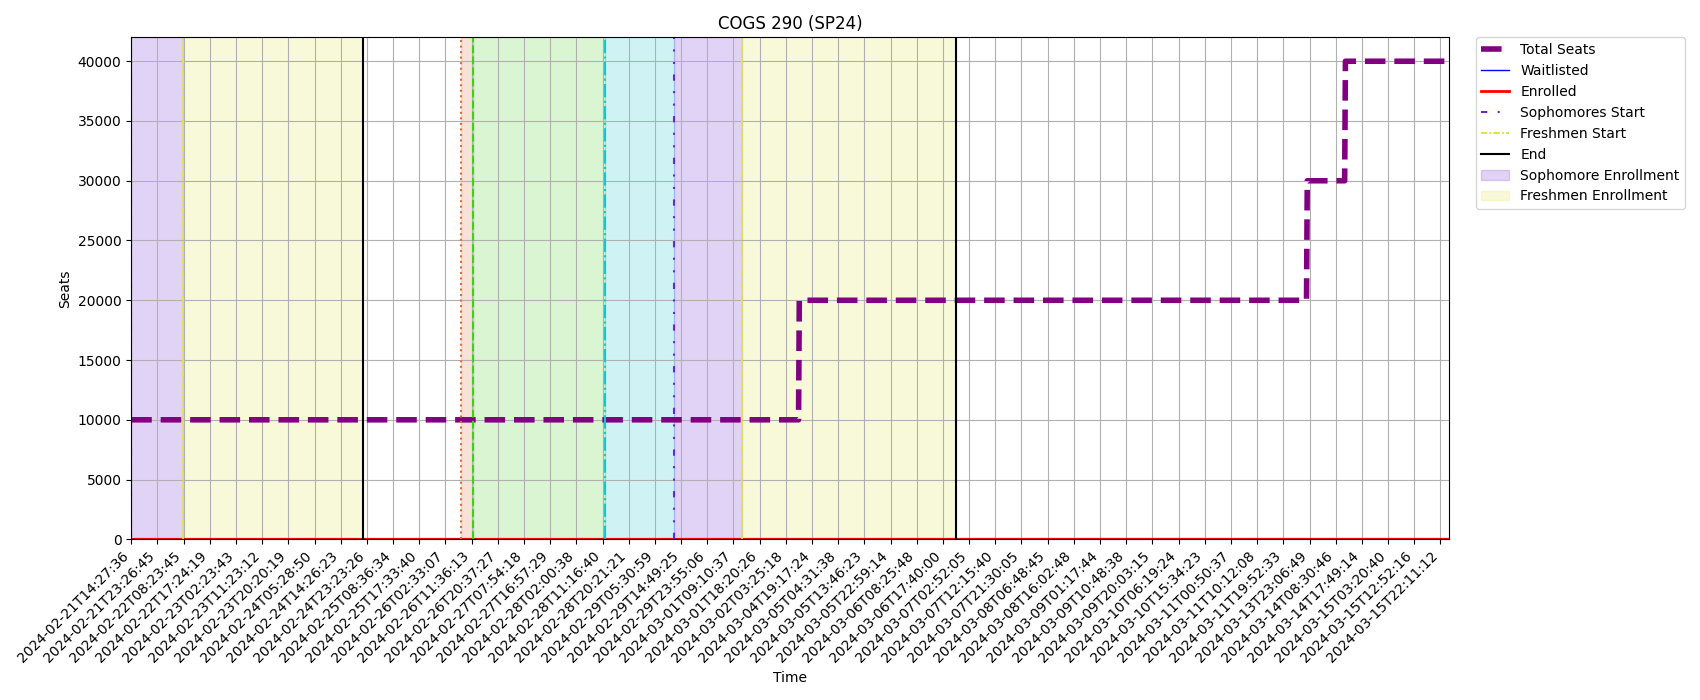 COGS 290 (SP24)
Total Seats
Waitlisted
Enrolled
Sophomores Start
Freshmen Start
End
Sophomore Enrollment
Freshmen Enrollment
Seats
40000
35000
30000
25000
20000
15000
10000
5000
0
2024-02-21T14:27:36
2024-02-21T23:26:45
2024-02-22T08:23:45
2024-02-22T17:24:19
2024-02-23T02:23:43
2024-02-23T11:23:12
2024-02-23T20:20:19
2024-02-24T05:28:50
2024-02-24T14:26:23
2024-02-24T23:23:26
2024-02-25T08:36:34
2024-02-25T17:33:40
2024-02-26T02:33:07
2024-02-26T11:36:13
2024-02-26T20:37:27
2024-02-27T07:54:18
2024-02-27T16:57:29
2024-02-28T02:00:38
2024-02-28T11:16:40
2024-02-28T20:21:21
2024-02-29T05:30:59
2024-02-29T14:49:25
2024-02-29T23:55:06
2024-03-01T09:10:37
2024-03-01T18:20:26
2024-03-02T03:25:18
2024-03-04T19:17:24
2024-03-05T04:31:38
2024-03-05T13:46:23
2024-03-05T22:59:14
2024-03-06T08:25:48
2024-03-06T17:40:00
2024-03-07T02:52:05
2024-03-07T12:15:40
2024-03-07T21:30:05
2024-03-08T06:48:45
2024-03-08T16:02:48
2024-03-09T01:17:44
2024-03-09T10:48:38
2024-03-09T20:03:15
2024-03-10T06:19:24
2024-03-10T15:34:23
2024-03-11T00:50:37
2024-03-11T10:12:08
2024-03-11T19:52:33
2024-03-13T23:06:49
2024-03-14T08:30:46
2024-03-14T17:49:14
2024-03-15T03:20:40
2024-03-15T12:52:16
2024-03-15T22:11:12
Time